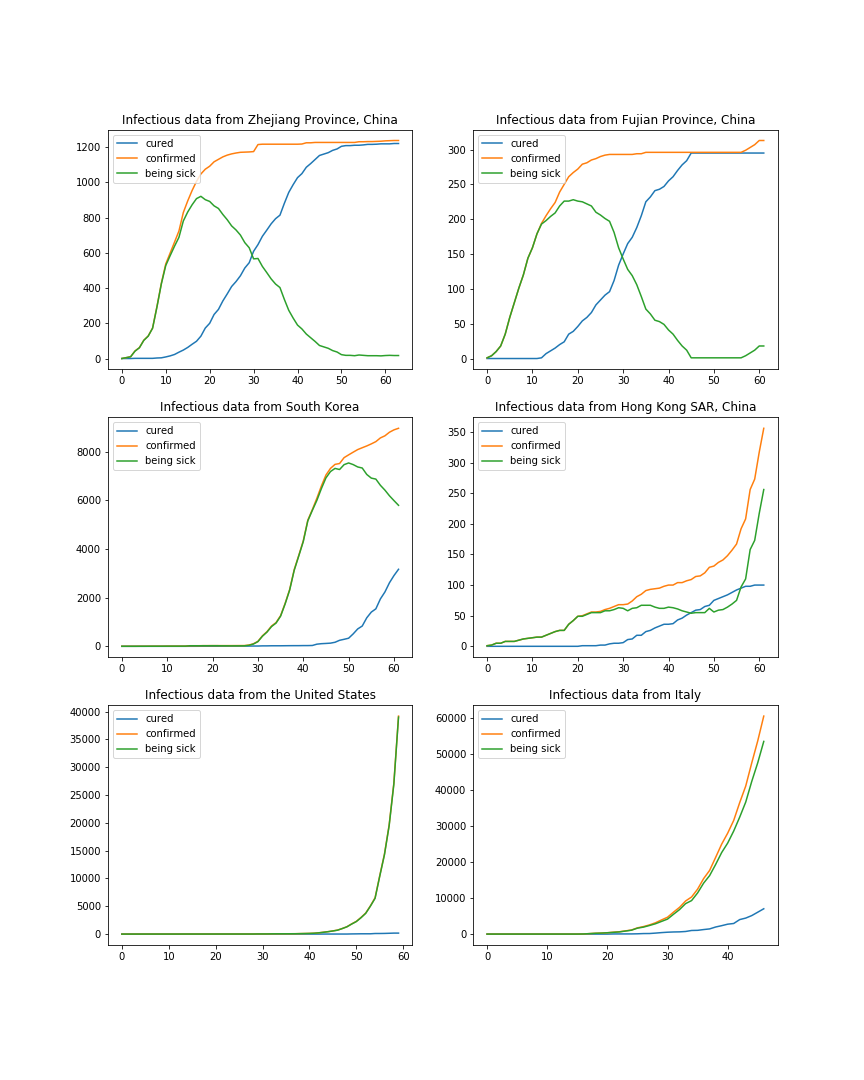 Infectious data from Zhejiang Province, China
cured
confirmed
being sick
1200
1000
800
600
400
200
0
0 10 20 30 40 50 60
Infectious data from Fujian Province, China
cured
confirmed
being sick
300
250
200
150
100
50
0
0 10 20 30 40 50 60
Infectious data from South Korea
cured
confirmed
being sick
8000
6000
4000
2000
0
0 10 20 30 40 50 60
Infectious data from Hong Kong SAR, China
cured
confirmed
being sick
350
300
250
200
150
100
50
0
0 10 20 30 40 50 60
Infectious data from the United States
cured
confirmed
being sick
40000
35000
30000
25000
20000
15000
10000
5000
0
0 10 20 30 40 50 60
Infectious data from Italy
cured
confirmed
being sick
60000
50000
40000
30000
20000
10000
0
0 10 20 30 40